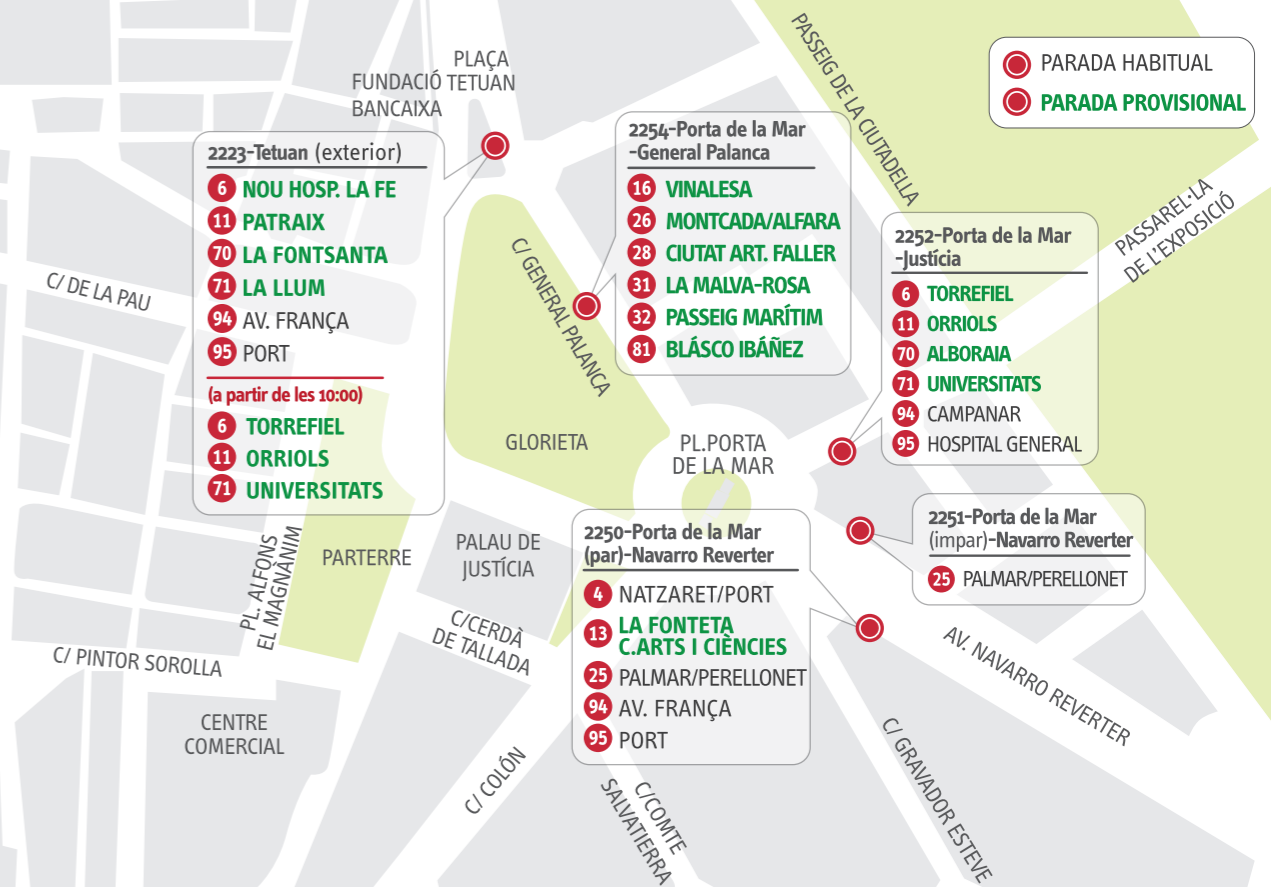 PARADA HABITUAL
PARADA PROVISIONAL
PLAÇA
TETUAN
FUNDACIÓ
BANCAIXA
PASSEIG DE LA CIUTADELLA
PASSAREL·LA
DE L'EXPOSICIÓ
2223-Tetuan (exterior)
6 NOU HOSP. LA FE
11 PATRAIX
70 LA FONTSANTA
71 LA LLUM
94 AV. FRANÇA
95 PORT
(a partir de les 10:00)
6 TORREFIEL
11 ORRIOLS
71 UNIVERSITATS
2254-Porta de la Mar
-General Palanca
16 VINALESA
26 MONTCADA/ALFARA
28 CIUTAT ART. FALLER
31 LA MALVA-ROSA
32 PASSEIG MARÍTIM
81 BLÁSCO IBÁÑEZ
2252-Porta de la Mar
-Justícia
6 TORREFIEL
11 ORRIOLS
70 ALBORAIA
71 UNIVERSITATS
94 CAMPANAR
95 HOSPITAL GENERAL
C/ DE LA PAU
C/ GENERAL PALANCA
GLORIETA
PL.PORTA
DE LA MAR
2250-Porta de la Mar
(par)-Navarro Reverter
4 NATZARET/PORT
13 LA FONTETA
C.ARTS I CIÈNCIES
25 PALMAR/PERELLONET
94 AV. FRANÇA
95 PORT
2251-Porta de la Mar
(impar)-Navarro Reverter
25 PALMAR/PERELLONET
PARTERRE
PALAU DE
JUSTÍCIA
PL. ALFONS
EL MAGNÀNIM
C/CERDÀ
DE TALLADA
C/ PINTOR SOROLLA
CENTRE
COMERCIAL
C/ COLÓN
C/COMTE
SALVATIERRA
C/ GRAVADOR ESTEVE
AV. NAVARRO REVERTER